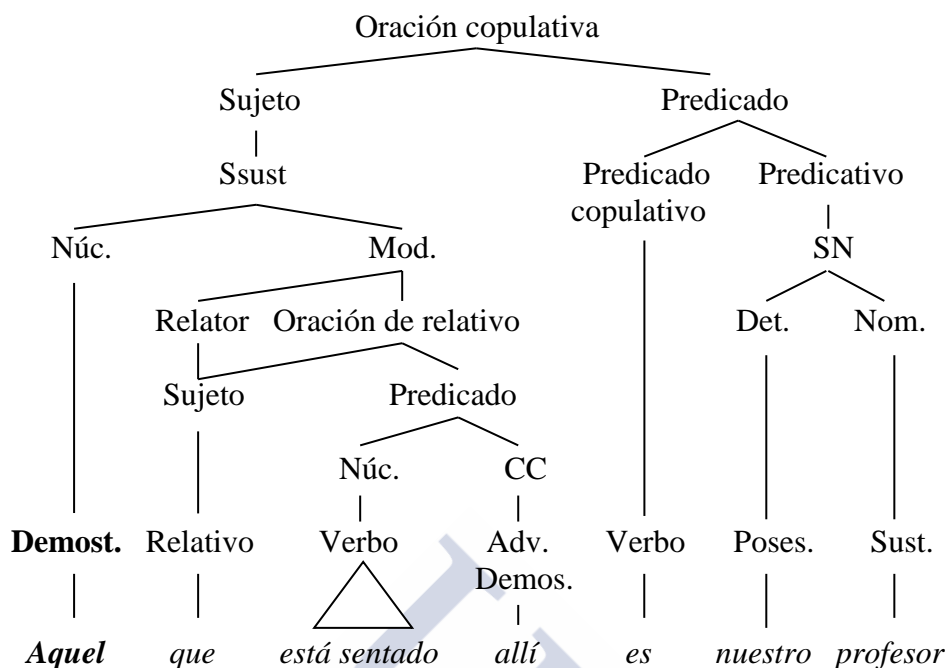 Oración copulativa
Sujeto Predicado
Ssust Predicado copulativo Predicativo
Núc. Mod. SN
Relator Oración de relativo Det. Nom.
Sujeto Predicado
Núc. CC
Demost. Relativo Verbo Adv. Demos. Verbo Poses. Sust.
Aquel que está sentado allí es nuestro profesor